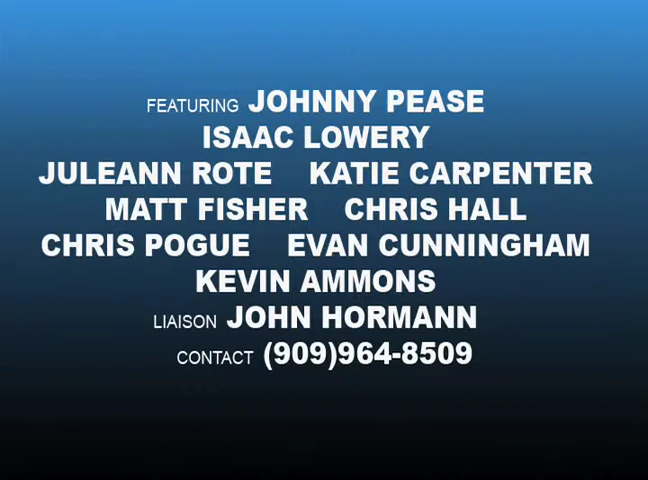 FEATURING JOHNNY PEASE
ISAAC LOWERY
JULEANN ROTE KATIE CARPENTER
MATT FISHER CHRIS HALL
CHRIS POGUE EVAN CUNNINGHAM
KEVIN AMMONS
LIAISON JOHN HORMANN
CONTACT (909)964-8509